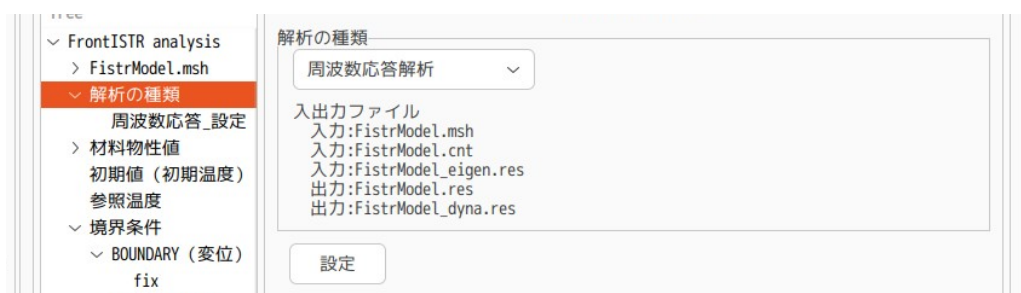 FrontISTR analysis
FistrModel.msh
解析の種類
周波数応答_設定
材料物性値
初期値（初期温度）
参照温度
境界条件
BOUNDARY（変位）
fix
解析の種類
周波数応答解析
入出力ファイル
入力:FistrModel.msh
入力:FistrModel.cnt
入力:FistrModel_eigen.res
出力:FistrModel.res
出力:FistrModel_dyna.res
設定